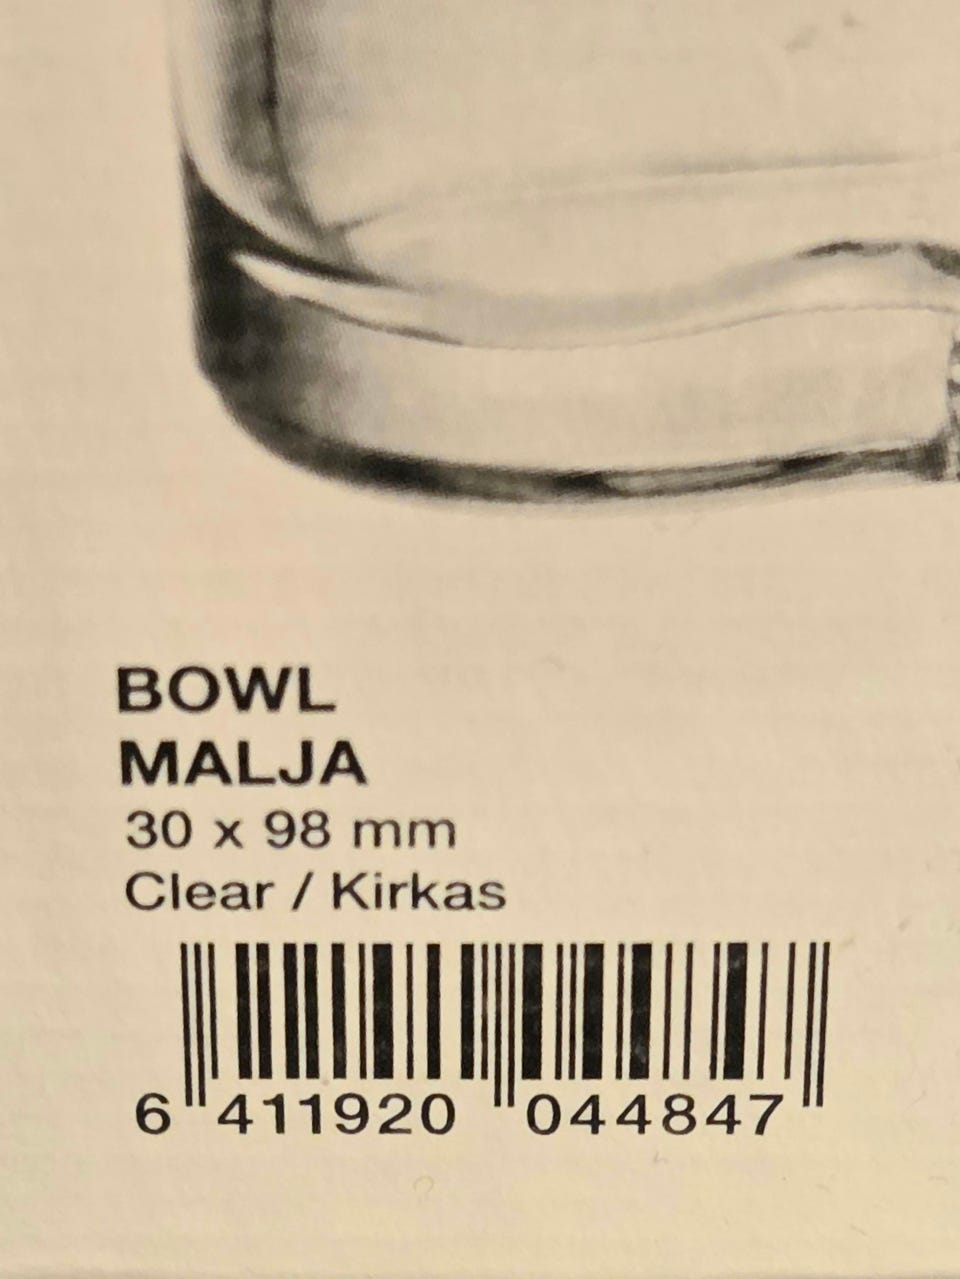 BOWL
MALJA
30 x 98 mm
Clear / Kirkas
6 411920 044847